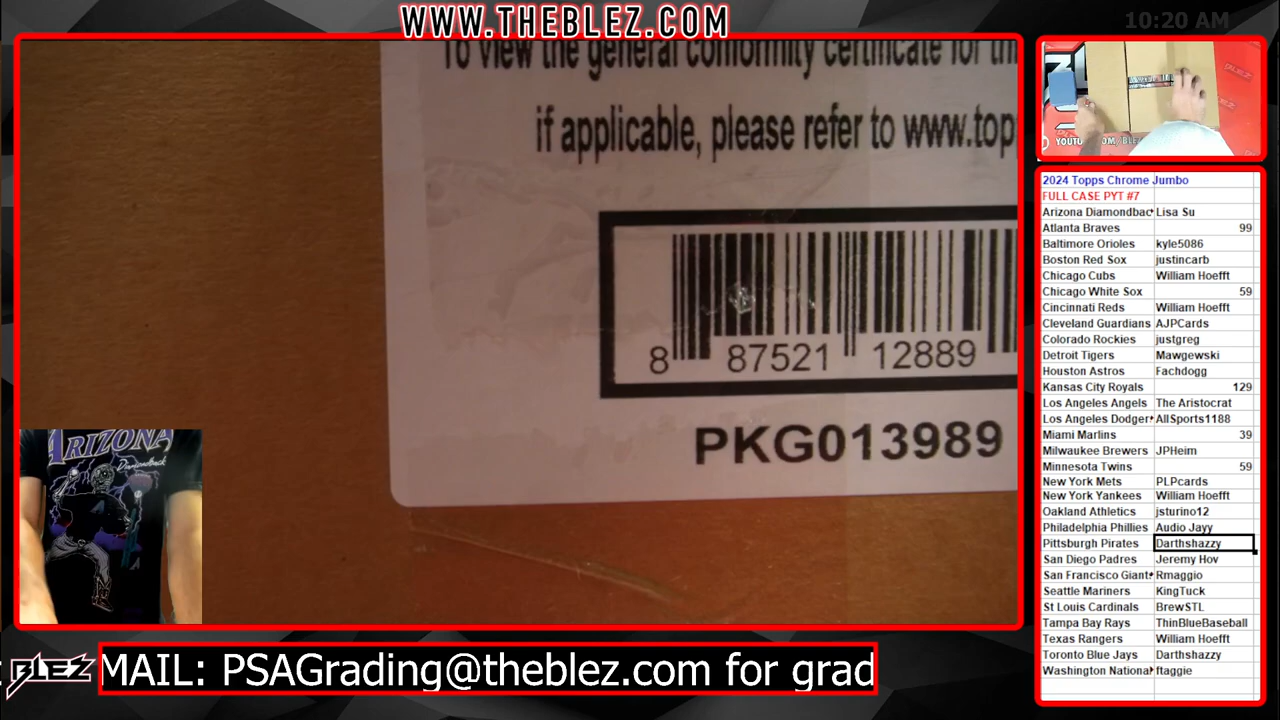 WWW.THEBLEZ.COM
10:20 AM
To view the general conformity certificate for
if applicable, please refer to www.top
8 87521 12889
PKG013989
ARIZONA
Diamondback
BLEZ
MAIL: PSAGrading@theblez.com for grad
2024 Topps Chrome Jumbo
FULL CASE PYT #7
Arizona Diamondbac Lisa Su
Atlanta Braves 99
Baltimore Orioles kyle5086
Boston Red Sox justincarb
Chicago Cubs William Hoefft
Chicago White Sox 59
Cincinnati Reds William Hoefft
Cleveland Guardians AJPCards
Colorado Rockies justgreg
Detroit Tigers Mawgewski
Houston Astros Fachdogg
Kansas City Royals 129
Los Angeles Angels The Aristocrat
Los Angeles Dodger AllSports1188
Miami Marlins 39
Milwaukee Brewers JPHeim
Minnesota Twins 59
New York Mets PLPcards
New York Yankees William Hoefft
Oakland Athletics jsturino12
Philadelphia Phillies Audio Jayy
Pittsburgh Pirates Darthshazzy
San Diego Padres Jeremy Hov
San Francisco Giant Rmaggio
Seattle Mariners KingTuck
St Louis Cardinals BrewSTL
Tampa Bay Rays ThinBlueBaseball
Texas Rangers William Hoefft
Toronto Blue Jays Darthshazzy
Washington National ftaggie